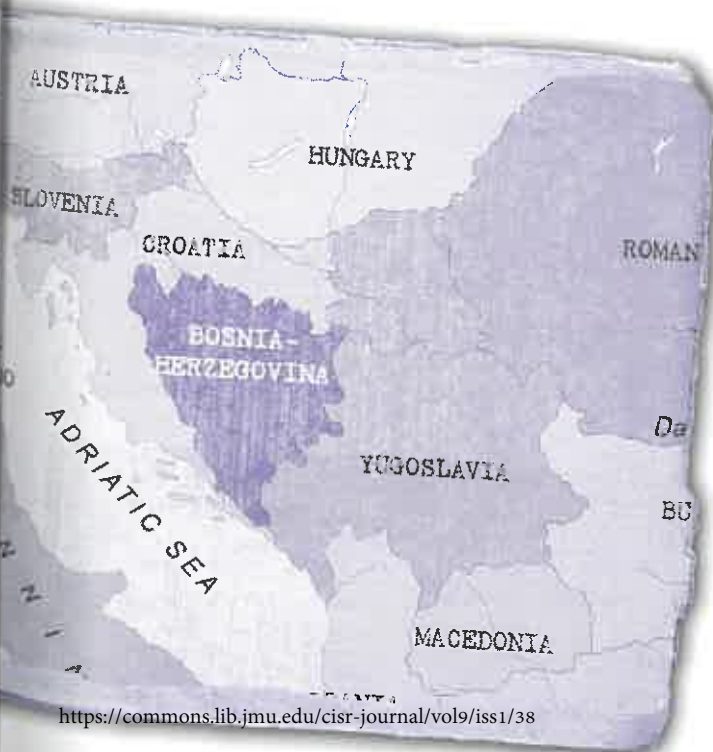 AUSTRIA
HUNGARY
SLOVENIA
CROATIA
ROMAN
BOSNIA-
HERZEGOVINA
ADRIATIC SEA
Da
YUGOSLAVIA
BU
MACEDONIA
https://commons.lib.jmu.edu/cisr-journal/vol9/iss1/38